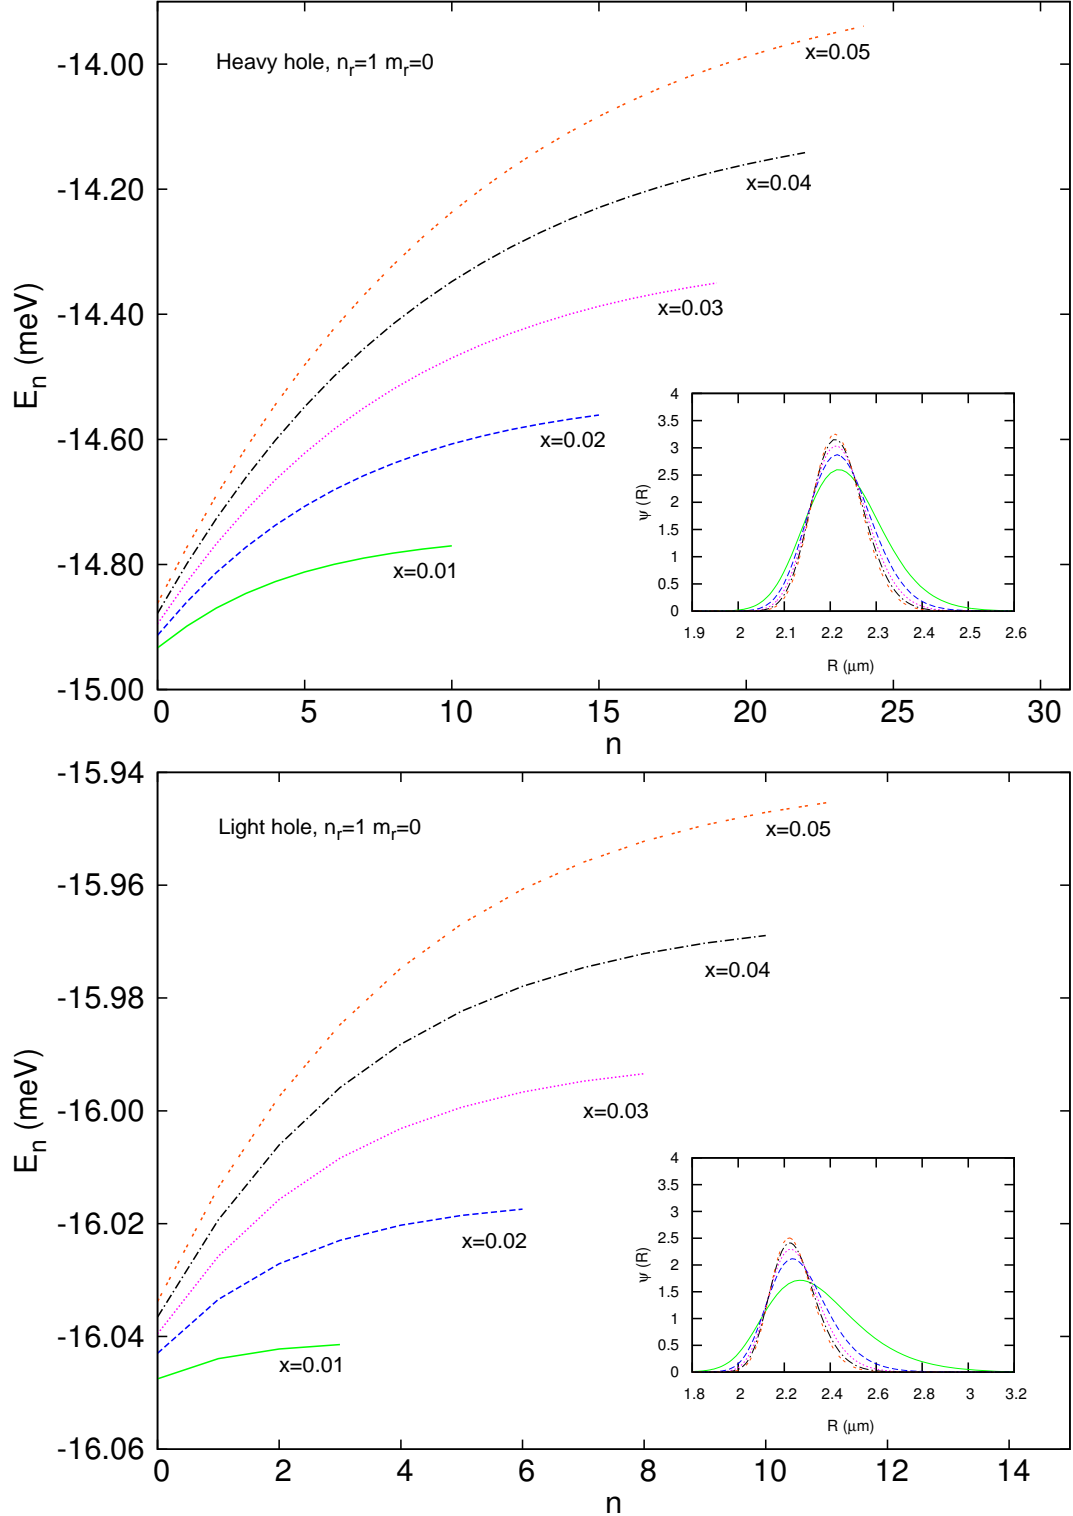 Heavy hole, n_r=1 m_r=0
x=0.05
x=0.04
x=0.03
x=0.02
x=0.01
E_n (meV)
-14.00
-14.20
-14.40
-14.60
-14.80
-15.00
0 5 10 15 20 25 30
n
4
3.5
3
2.5
2
1.5
1
0.5
0
ψ (R)
1.9 2 2.1 2.2 2.3 2.4 2.5 2.6
R (μm)
Light hole, n_r=1 m_r=0
x=0.05
x=0.04
x=0.03
x=0.02
x=0.01
E_n (meV)
-15.94
-15.96
-15.98
-16.00
-16.02
-16.04
-16.06
0 2 4 6 8 10 12 14
n
4
3.5
3
2.5
2
1.5
1
0.5
0
ψ (R)
1.8 2 2.2 2.4 2.6 2.8 3 3.2
R (μm)